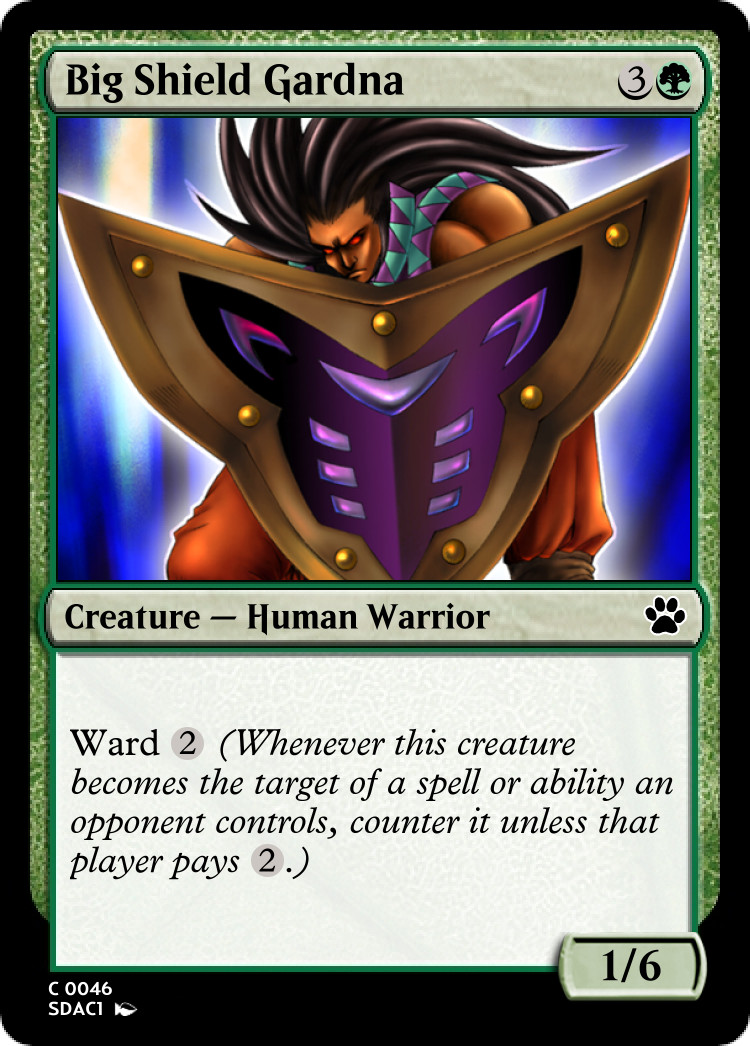 Big Shield Gardna 3
Creature — Human Warrior
Ward 2 (Whenever this creature
becomes the target of a spell or ability an
opponent controls, counter it unless that
player pays 2.)
1/6
C 0046
SDAC1